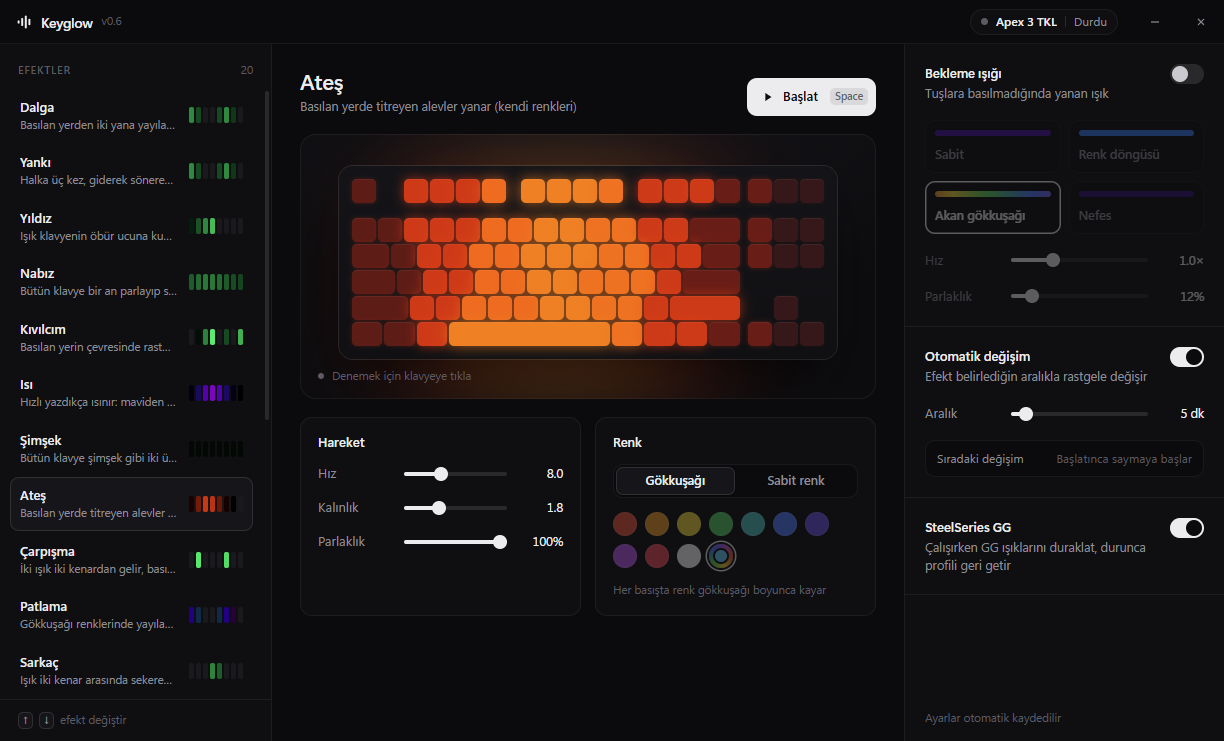 Keyglow v0.6
Apex 3 TKL Durdu
EFEKTLER 20
Dalga
Basılan yerden iki yana yayıla...
Yankı
Halka üç kez, giderek sönere...
Yıldız
Işık klavyenin öbür ucuna ku...
Nabız
Bütün klavye bir an parlayıp s...
Kıvılcım
Basılan yerin çevresinde rast...
Isı
Hızlı yazdıkça ısınır: maviden ...
Şimşek
Bütün klavye şimşek gibi iki ü...
Ateş
Basılan yerde titreyen alevler ...
Çarpışma
İki ışık iki kenardan gelir, bası...
Patlama
Gökkuşağı renklerinde yayıla...
Sarkaç
Işık iki kenar arasında sekere...
↑ ↓ efekt değiştir
Ateş
Basılan yerde titreyen alevler yanar (kendi renkleri)
Başlat Space
Denemek için klavyeye tıkla
Hareket
Hız 8.0
Kalınlık 1.8
Parlaklık 100%
Renk
Gökkuşağı Sabit renk
Her basışta renk gökkuşağı boyunca kayar
Bekleme ışığı
Tuşlara basılmadığında yanan ışık
Sabit Renk döngüsü
Akan gökkuşağı Nefes
Hız 1.0×
Parlaklık 12%
Otomatik değişim
Efekt belirlediğin aralıkla rastgele değişir
Aralık 5 dk
Sıradaki değişim Başlatınca saymaya başlar
SteelSeries GG
Çalışırken GG ışıklarını duraklat, durunca
profili geri getir
Ayarlar otomatik kaydedilir